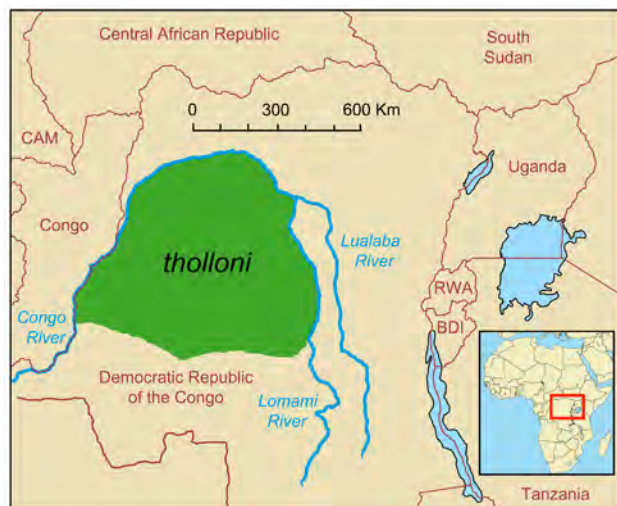 Central African Republic
South
Sudan
0 300 600 Km
CAM
Uganda
Congo
Lualaba
River
tholloni
RWA
Congo
River
BDI
Democratic Republic
of the Congo
Lomami
River
Tanzania